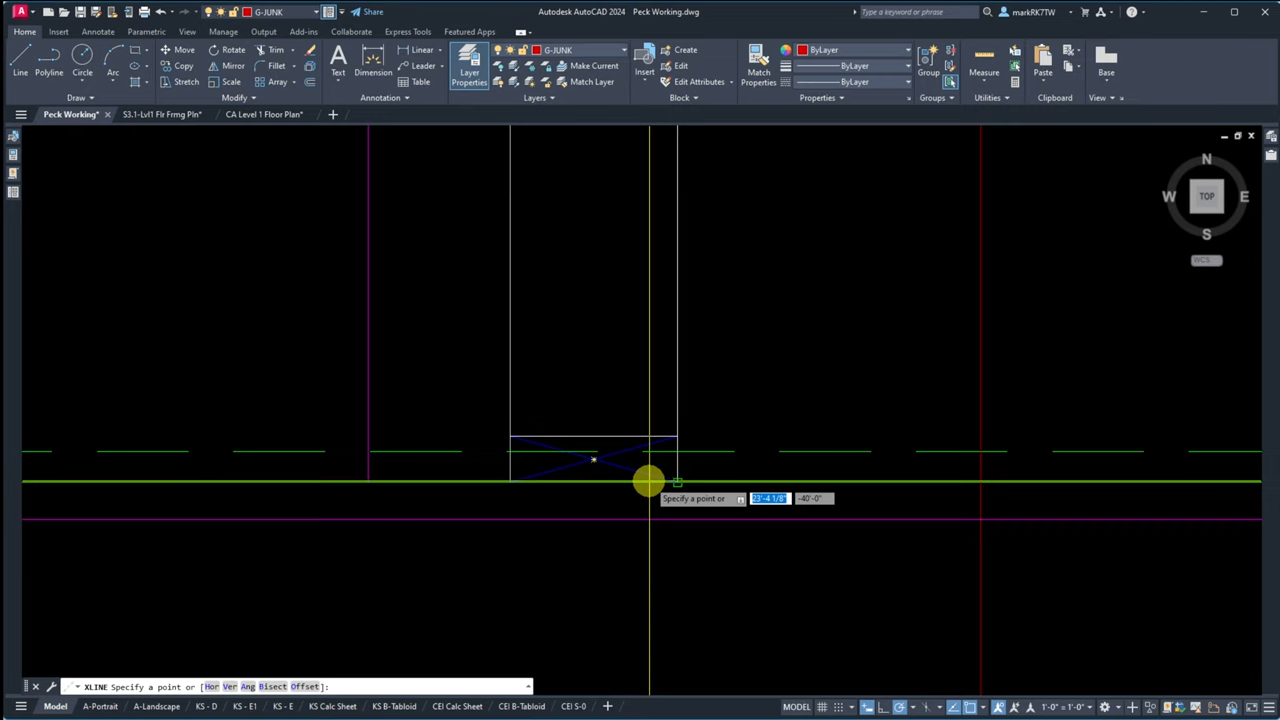 A Share Autodesk AutoCAD 2024 Peck Working.dwg Type a keyword or phrase markRK7TW
G-JUNK
Home Insert Annotate Parametric View Manage Output Add-ins Collaborate Express Tools Featured Apps
Line Polyline Circle Arc
Move Rotate Trim
Copy Mirror Fillet
Stretch Scale Array
Text Dimension
Linear
Leader
Table
Layer Properties
G-JUNK
Make Current
Match Layer
Insert
Create
Edit
Edit Attributes
Match Properties
ByLayer
ByLayer
ByLayer
Group
Measure
Paste
Base
Draw Modify Annotation Layers Block Properties Groups Utilities Clipboard View
Peck Working* S3.1-Lvl1 Flr Frmg Pln* CA Level 1 Floor Plan*
N
W TOP E
S
WCS
Specify a point or 23'-4 1/8" -40'-0"
XLINE Specify a point or [Hor Ver Ang Bisect Offset]:
Model A-Portrait A-Landscape KS - D KS - E1 KS - E KS Calc Sheet KS B-Tabloid CEI Calc Sheet CEI B-Tabloid CEI S-0 MODEL 1'-0" = 1'-0"